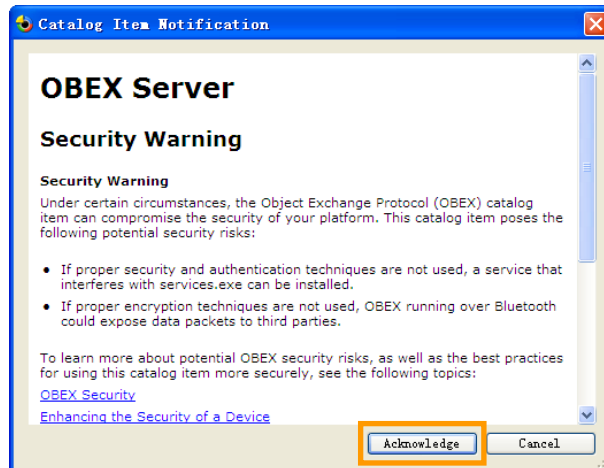 Catalog Item Notification
OBEX Server
Security Warning
Security Warning
Under certain circumstances, the Object Exchange Protocol (OBEX) catalog
item can compromise the security of your platform. This catalog item poses the
following potential security risks:
• If proper security and authentication techniques are not used, a service that
interferes with services.exe can be installed.
• If proper encryption techniques are not used, OBEX running over Bluetooth
could expose data packets to third parties.
To learn more about potential OBEX security risks, as well as the best practices
for using this catalog item more securely, see the following topics:
OBEX Security
Enhancing the Security of a Device
Acknowledge Cancel